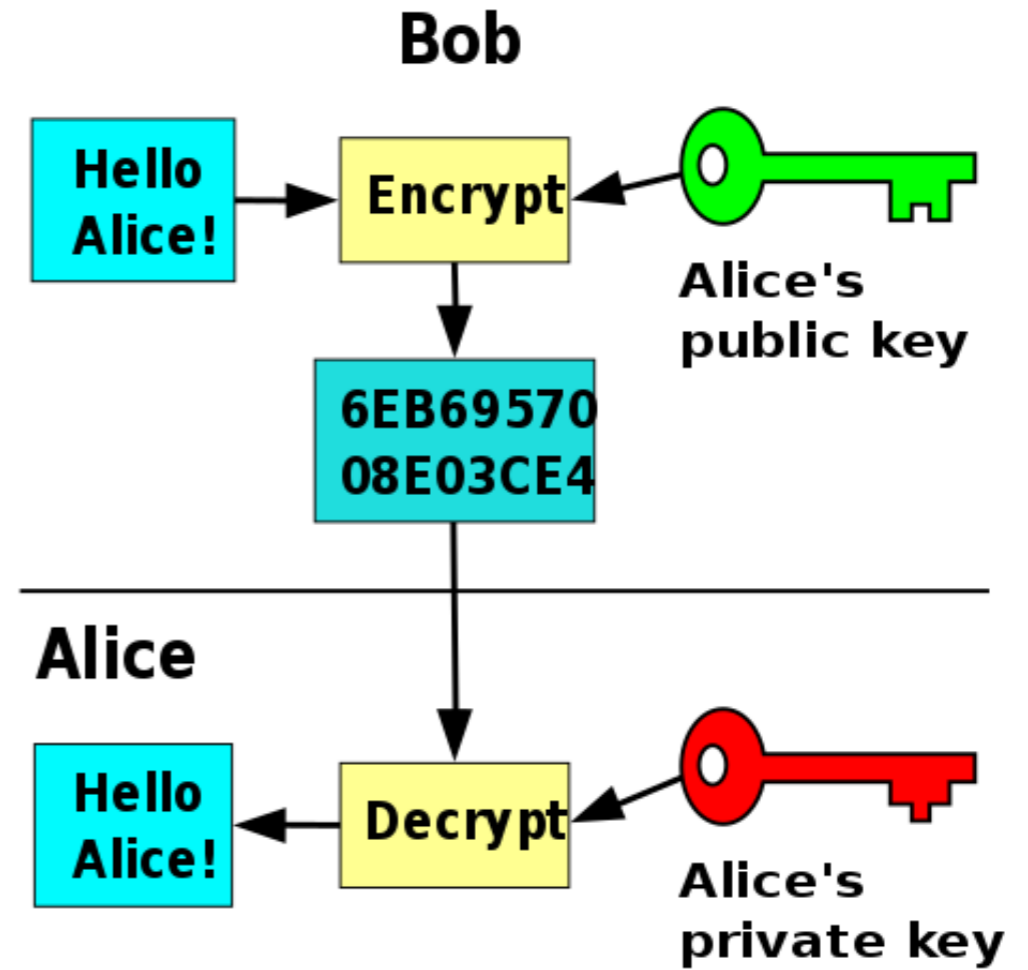 Bob
Hello
Alice!
Encrypt
Alice's
public key
6EB69570
08E03CE4
Alice
Hello
Alice!
Decrypt
Alice's
private key